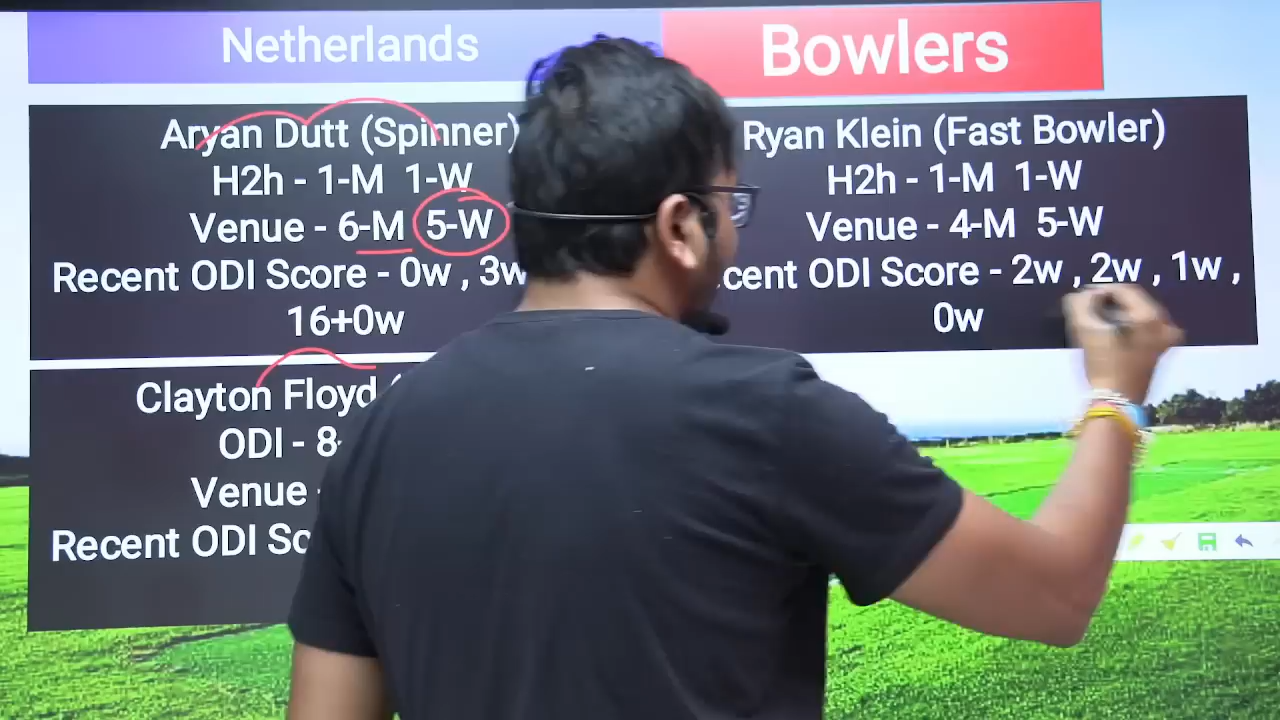 Netherlands
Bowlers
Aryan Dutt (Spinner)
H2h - 1-M 1-W
Venue - 6-M 5-W
Recent ODI Score - 0w , 3w
16+0w
Ryan Klein (Fast Bowler)
H2h - 1-M 1-W
Venue - 4-M 5-W
ODI Score - 2w , 2w , 1w ,
0w
Clayton Floyd
ODI - 8-
Venue -
Recent ODI